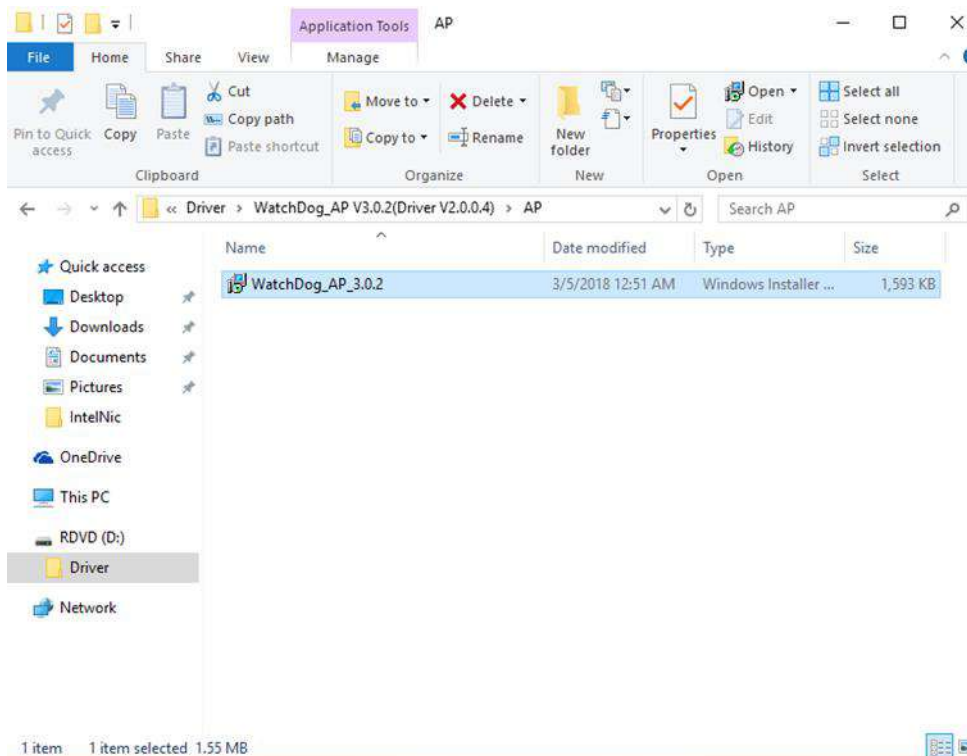 Application Tools AP
File Home Share View Manage
Pin to Quick access
Copy
Paste
Cut
Copy path
Paste shortcut
Move to
Copy to
Delete
Rename
New folder
Properties
Open
Edit
History
Select all
Select none
Invert selection
Clipboard Organize New Open Select
« Driver > WatchDog_AP V3.0.2(Driver V2.0.0.4) > AP Search AP
Name Date modified Type Size
WatchDog_AP_3.0.2 3/5/2018 12:51 AM Windows Installer ... 1,593 KB
Quick access
Desktop
Downloads
Documents
Pictures
IntelNic
OneDrive
This PC
RDVD (D:)
Driver
Network
1 item 1 item selected 1.55 MB